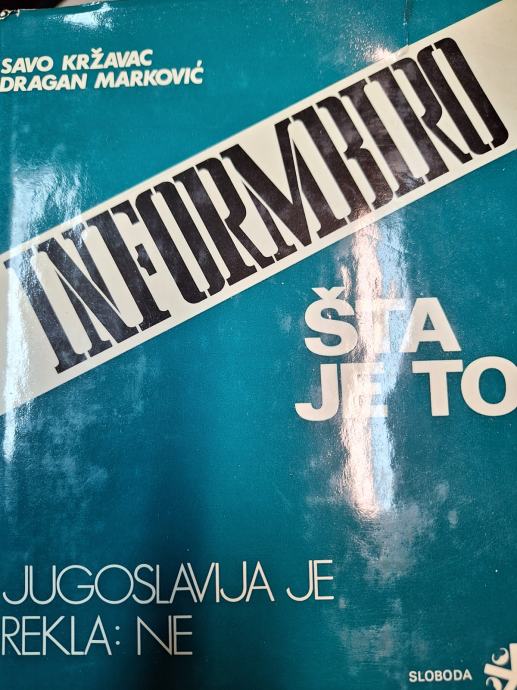 SAVO KRŽAVAC
DRAGAN MARKOVIĆ
INFORMBIRO
ŠTA
JE TO
JUGOSLAVIJA JE
REKLA: NE
SLOBODA